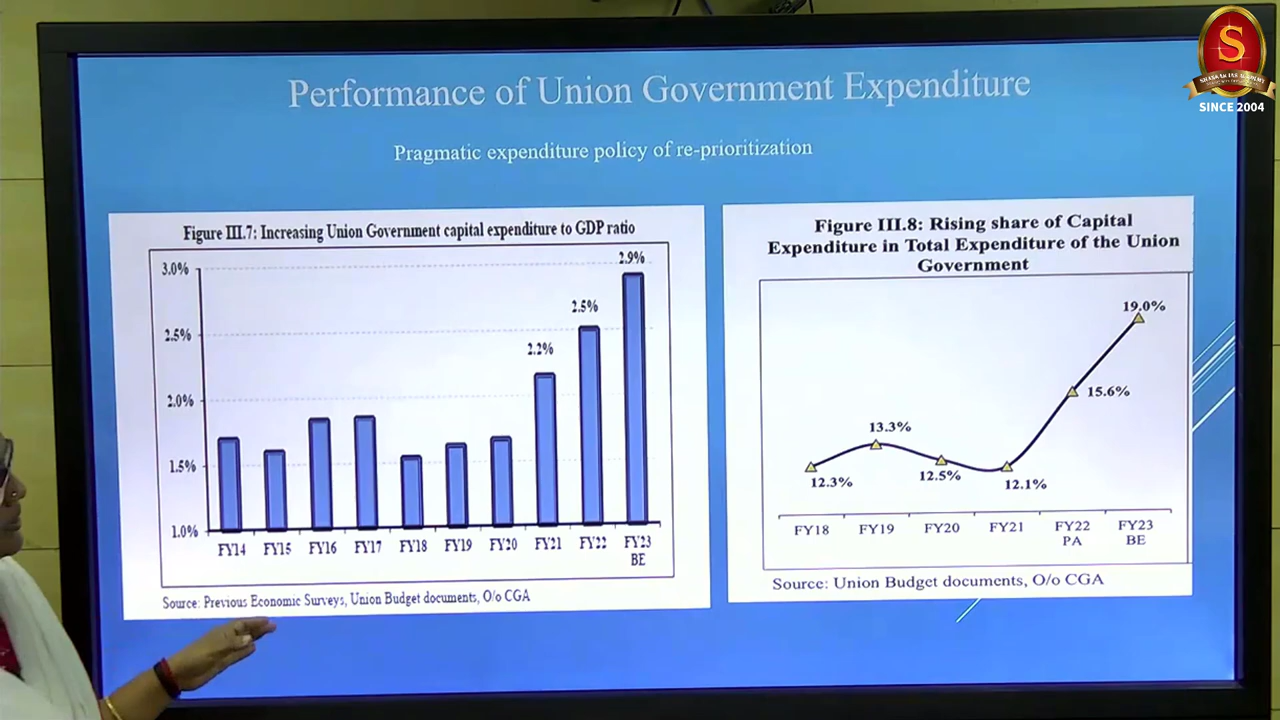 S
SHANKAR IAS ACADEMY
SINCE 2004
Performance of Union Government Expenditure
Pragmatic expenditure policy of re-prioritization
Figure III.7: Increasing Union Government capital expenditure to GDP ratio
3.0%
2.5%
2.0%
1.5%
1.0%
2.2%
2.5%
2.9%
FY14
FY15
FY16
FY17
FY18
FY19
FY20
FY21
FY22
FY23
BE
Source: Previous Economic Surveys, Union Budget documents, O/o CGA
Figure III.8: Rising share of Capital
Expenditure in Total Expenditure of the Union
Government
12.3%
13.3%
12.5%
12.1%
15.6%
19.0%
FY18
FY19
FY20
FY21
FY22
PA
FY23
BE
Source: Union Budget documents, O/o CGA